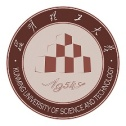 昆明理工大学
1954
KUNMING UNIVERSITY OF SCIENCE AND TECHNOLOGY